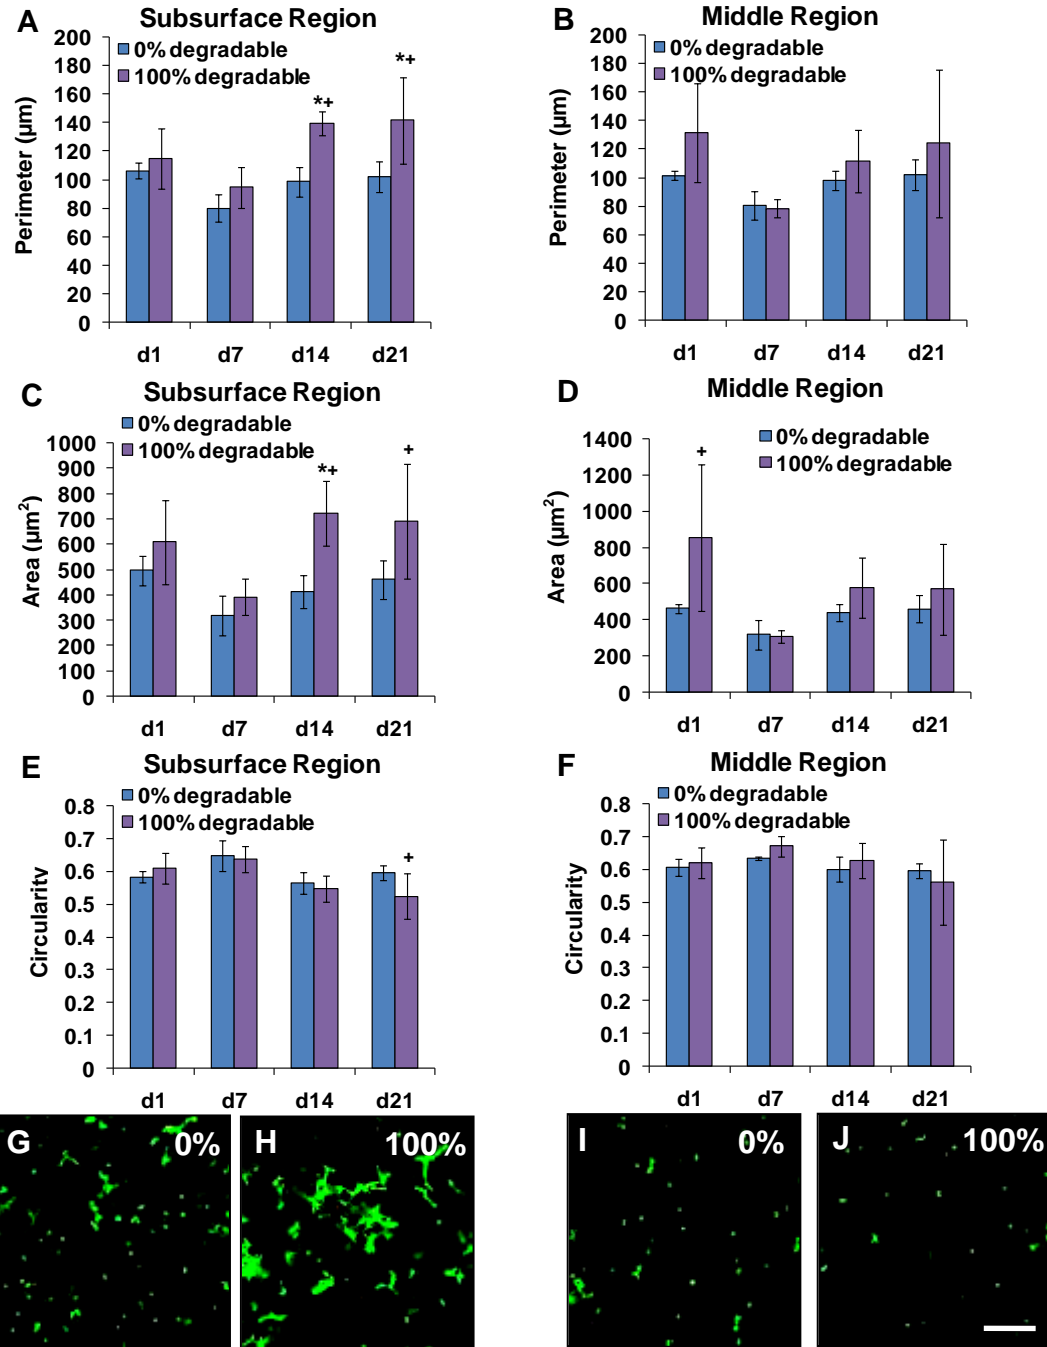 A
Subsurface Region
0% degradable
100% degradable
Perimeter (µm)
200
180
160
140
120
100
80
60
40
20
0
*+
*+
d1 d7 d14 d21
B
Middle Region
0% degradable
100% degradable
Perimeter (µm)
200
180
160
140
120
100
80
60
40
20
0
d1 d7 d14 d21
C
Subsurface Region
0% degradable
100% degradable
Area (µm²)
1000
900
800
700
600
500
400
300
200
100
0
*+
+
d1 d7 d14 d21
D
Middle Region
0% degradable
100% degradable
Area (µm²)
1400
1200
1000
800
600
400
200
0
+
d1 d7 d14 d21
E
Subsurface Region
0% degradable
100% degradable
Circularity
0.8
0.7
0.6
0.5
0.4
0.3
0.2
0.1
0
+
d1 d7 d14 d21
F
Middle Region
0% degradable
100% degradable
Circularity
0.8
0.7
0.6
0.5
0.4
0.3
0.2
0.1
0
d1 d7 d14 d21
G 0%
H 100%
I 0%
J 100%